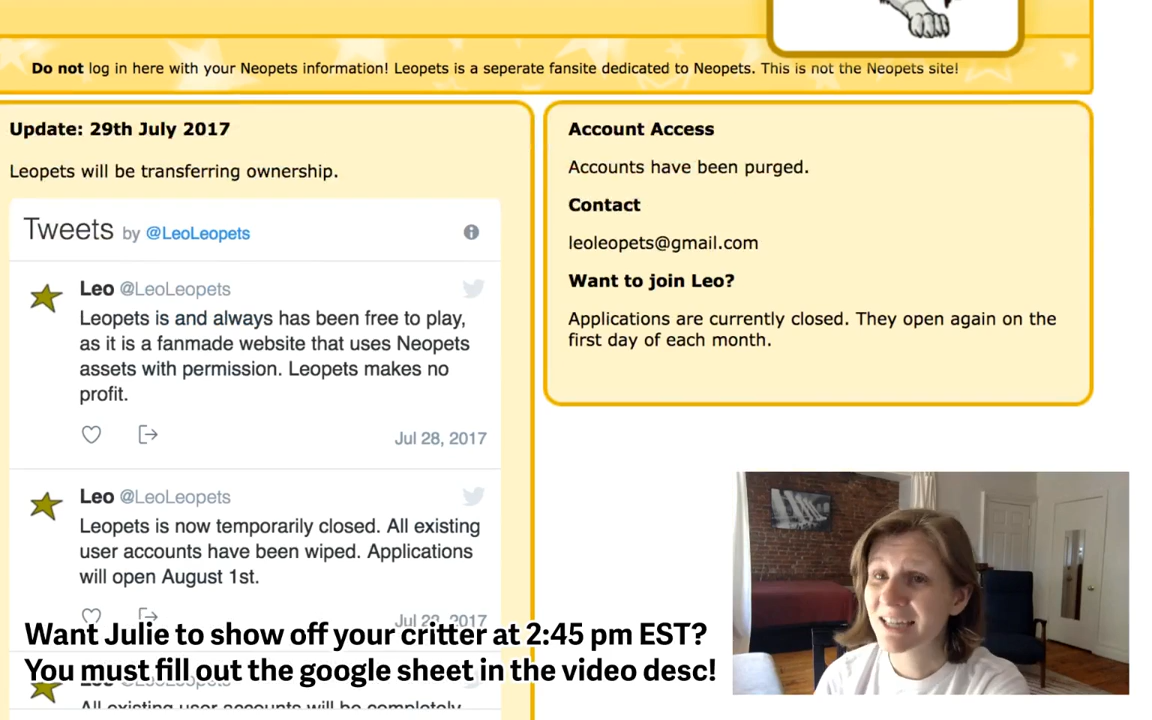 Do not log in here with your Neopets information! Leopets is a seperate fansite dedicated to Neopets. This is not the Neopets site!
Update: 29th July 2017
Leopets will be transferring ownership.
Tweets by @LeoLeopets
Leo @LeoLeopets
Leopets is and always has been free to play,
as it is a fanmade website that uses Neopets
assets with permission. Leopets makes no
profit.
Jul 28, 2017
Leo @LeoLeopets
Leopets is now temporarily closed. All existing
user accounts have been wiped. Applications
will open August 1st.
Account Access
Accounts have been purged.
Contact
leoleopets@gmail.com
Want to join Leo?
Applications are currently closed. They open again on the
first day of each month.
Want Julie to show off your critter at 2:45 pm EST?
You must fill out the google sheet in the video desc!
All existing user accounts will be completely